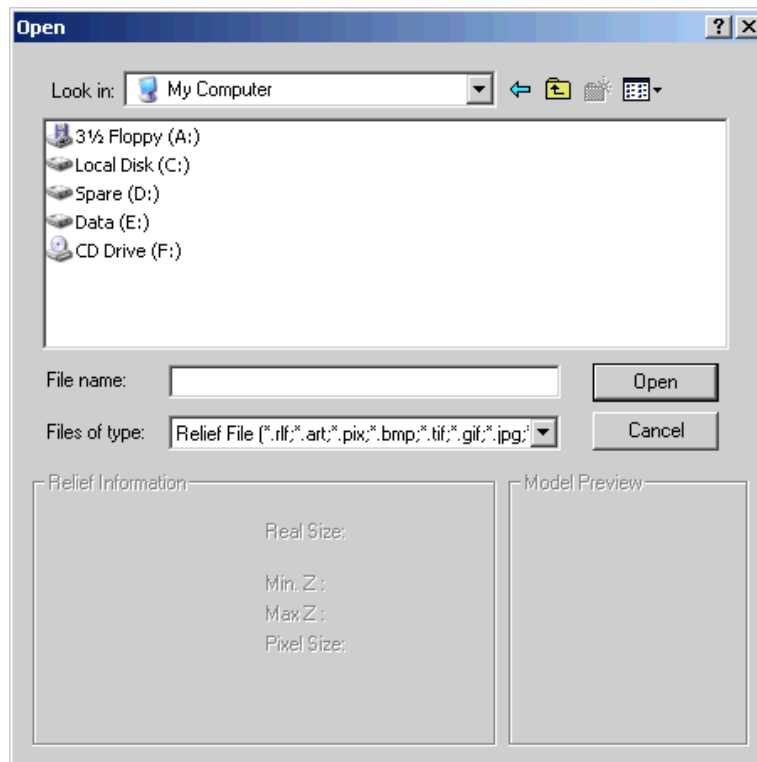 Open
Look in: My Computer
3½ Floppy (A:)
Local Disk (C:)
Spare (D:)
Data (E:)
CD Drive (F:)
File name: Open
Files of type: Relief File (*.rlf;*.art;*.pix;*.bmp;*.tif;*.gif;*.jpg;* Cancel
Relief Information Model Preview
Real Size:
Min. Z :
Max Z :
Pixel Size: